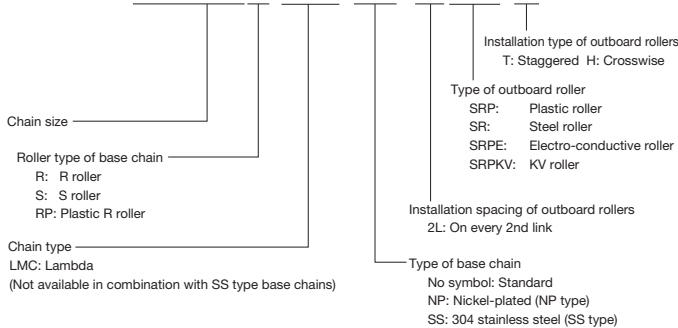 Installation type of outboard rollers
T: Staggered H: Crosswise
Type of outboard roller
SRP: Plastic roller
SR: Steel roller
SRPE: Electro-conductive roller
SRPKV: KV roller
Chain size
Roller type of base chain
R: R roller
S: S roller
RP: Plastic R roller
Installation spacing of outboard rollers
2L: On every 2nd link
Chain type
LMC: Lambda
(Not available in combination with SS type base chains)
Type of base chain
No symbol: Standard
NP: Nickel-plated (NP type)
SS: 304 stainless steel (SS type)